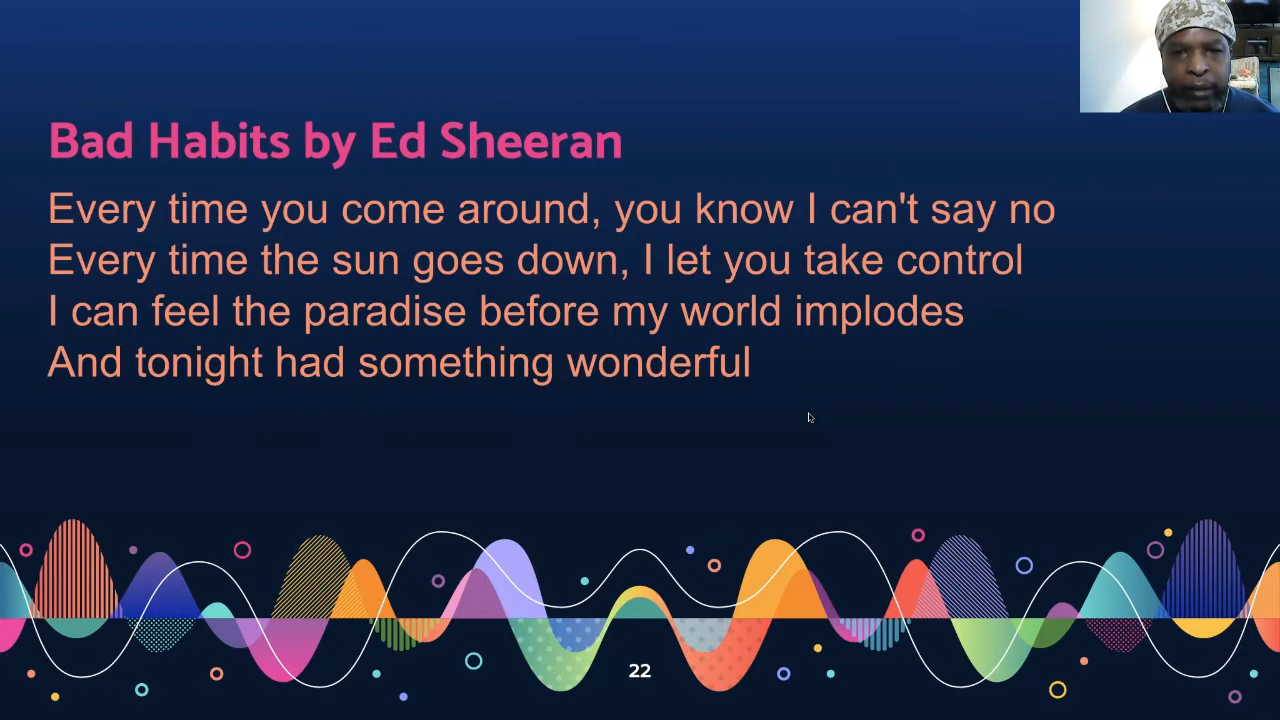 Bad Habits by Ed Sheeran
Every time you come around, you know I can't say no
Every time the sun goes down, I let you take control
I can feel the paradise before my world implodes
And tonight had something wonderful
22